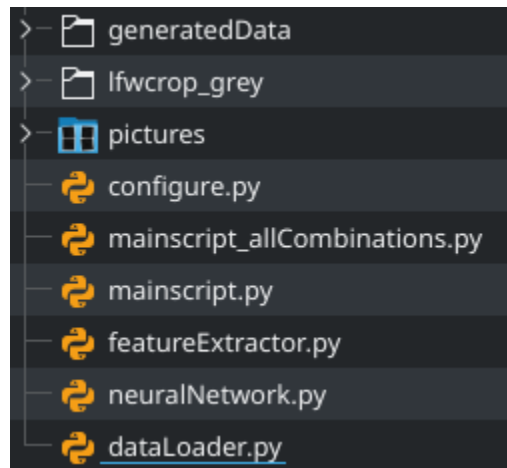 generatedData
lfwcrop_grey
pictures
configure.py
mainscript_allCombinations.py
mainscript.py
featureExtractor.py
neuralNetwork.py
dataLoader.py